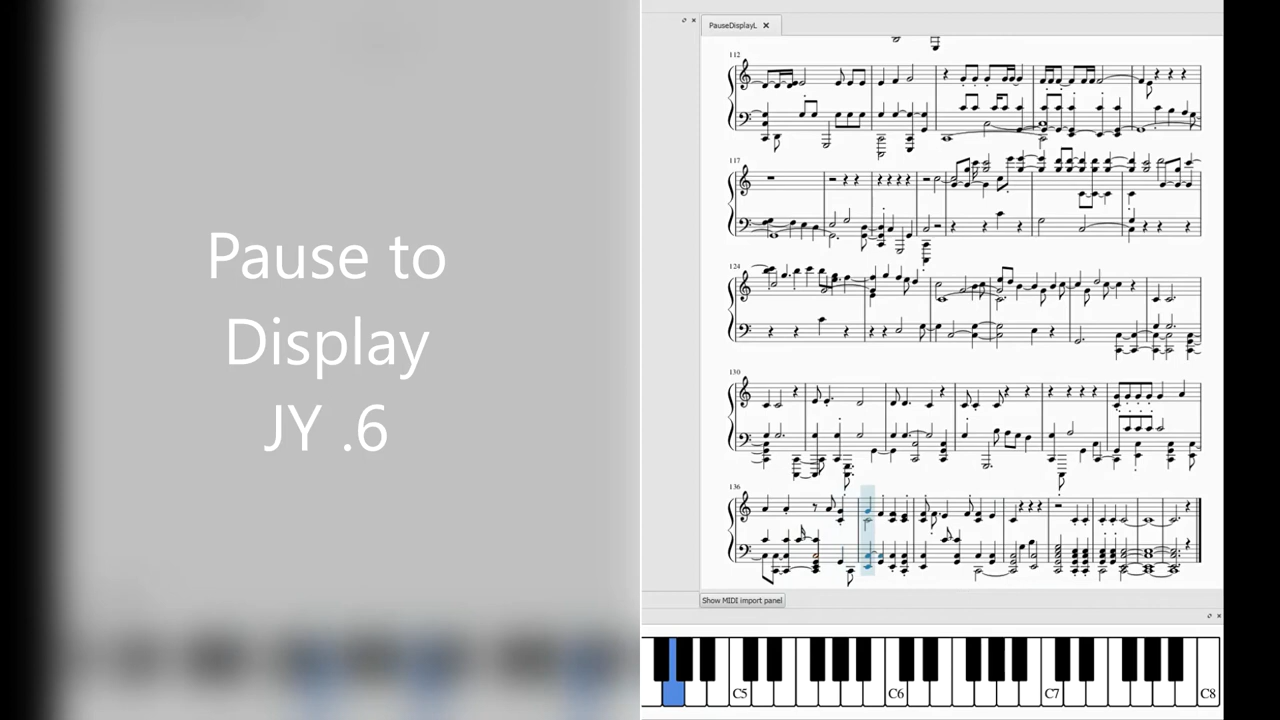 Pause to
Display
JY .6
PauseDisplayL
112
117
124
130
136
Show MIDI import panel
C5
C6
C7
C8